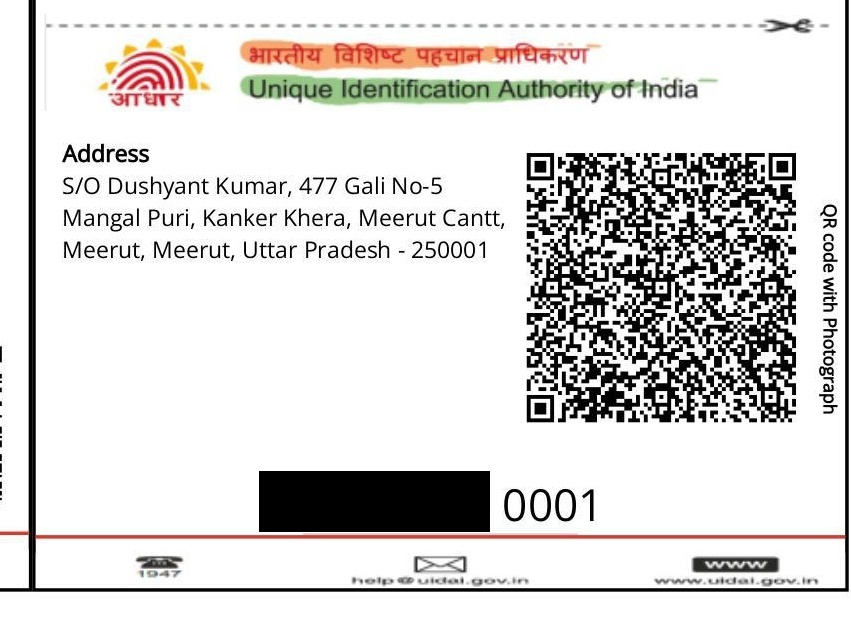 भारतीय विशिष्ट पहचान प्राधिकरण
Unique Identification Authority of India
आधार
Address
S/O Dushyant Kumar, 477 Gali No-5
Mangal Puri, Kanker Khera, Meerut Cantt,
Meerut, Meerut, Uttar Pradesh - 250001
QR code with Photograph
0001
1947
help@uidai.gov.in
www
www.uidai.gov.in